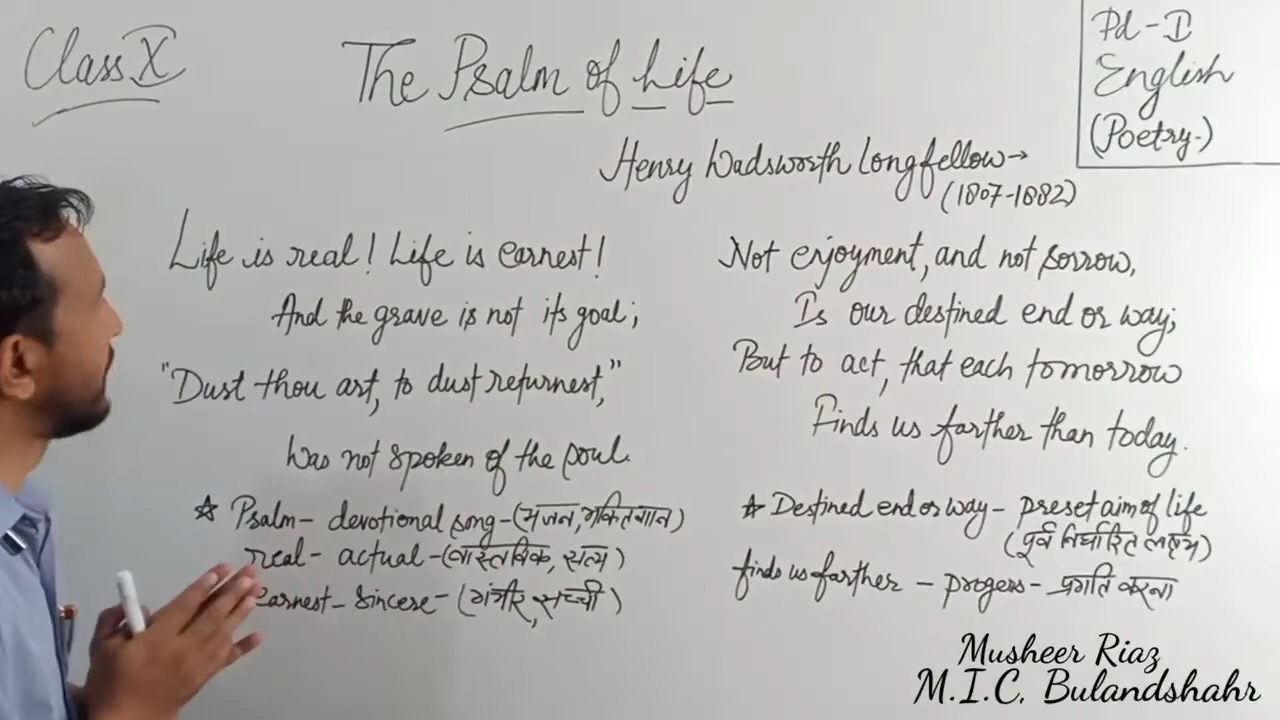 Class X
The Psalm of Life
Pd-I
English
(Poetry.)
Henry Wadsworth Longfellow→
(1807-1882)
Life is real! Life is earnest!
And the grave is not its goal;
"Dust thou art, to dust returnest,"
Was not spoken of the soul.
☆ Psalm- devotional song-(भजन, भक्तिगान)
real- actual-(वास्तविक, सत्य)
earnest- Sincere- (गंभीर, सच्ची)
Not enjoyment, and not sorrow,
Is our destined end or way;
But to act, that each tomorrow
Finds us farther than today.
☆ Destined end or way- preset aim of life
(पूर्व निर्धारित लक्ष्य)
finds us farther - progers- प्रगति करना
Musheer Riaz
M.I.C. Bulandshahr